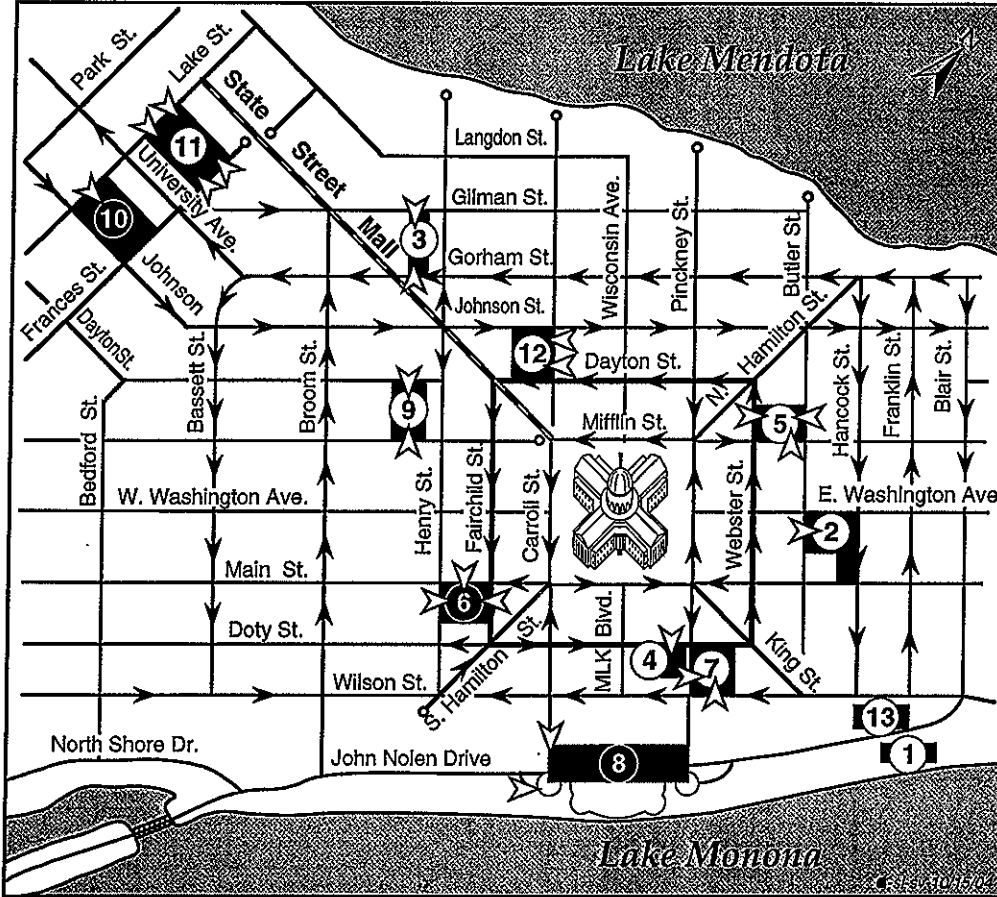 Lake Mendota
Park St.
Lake St.
State Street Mall
Langdon St.
Gilman St.
Gorham St.
Johnson St.
Wisconsin Ave.
Pinckney St.
Butler St.
N. Hamilton St.
11
10
3
University Ave.
Johnson
Frances St.
Dayton St.
12
Dayton St.
Bedford St.
Bassett St.
Broom St.
9
Mifflin St.
5
Hancock St.
Franklin St.
Blair St.
W. Washington Ave.
E. Washington Ave
Henry St.
Fairchild St.
Carroll St.
Webster St.
2
Main St.
6
Doty St.
MLK Blvd.
4
7
King St.
Wilson St.
S. Hamilton St.
13
1
North Shore Dr.
John Nolen Drive
8
Lake Monona